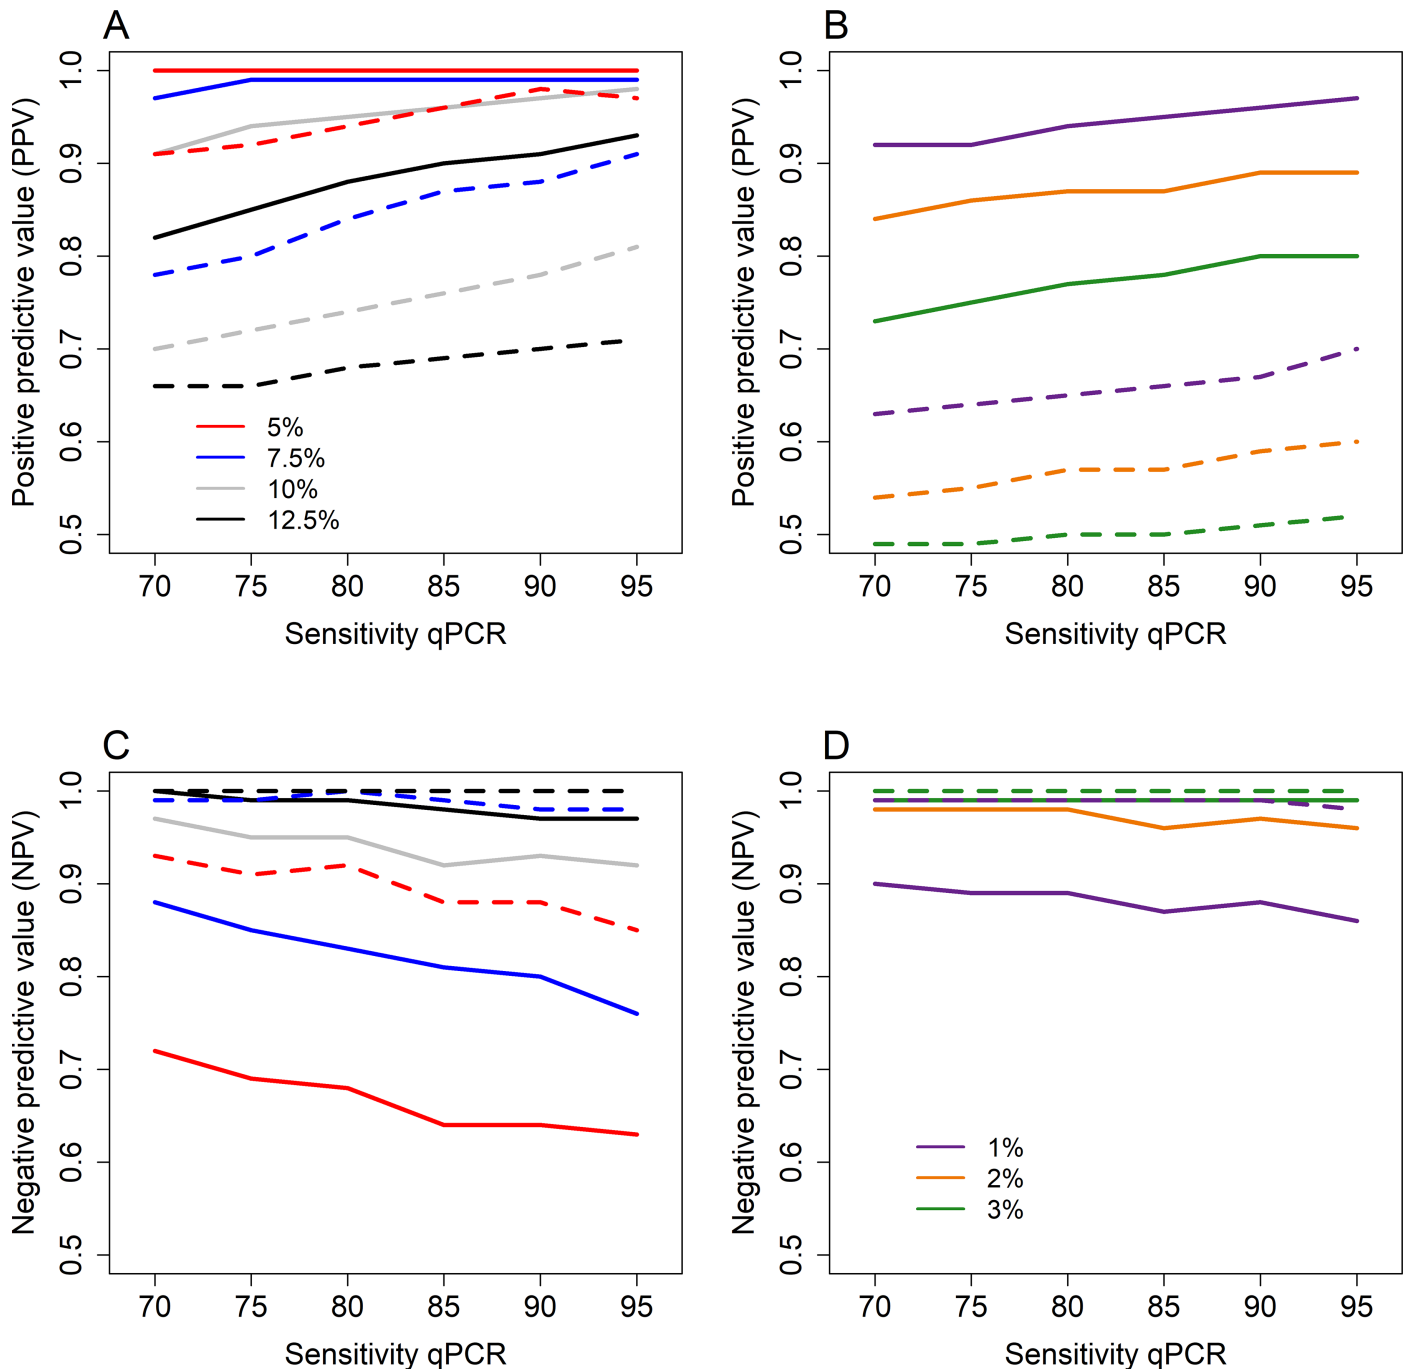 A
Positive predictive value (PPV)
1.0
0.9
0.8
0.7
0.6
0.5
5%
7.5%
10%
12.5%
70 75 80 85 90 95
Sensitivity qPCR
B
Positive predictive value (PPV)
1.0
0.9
0.8
0.7
0.6
0.5
70 75 80 85 90 95
Sensitivity qPCR
C
Negative predictive value (NPV)
1.0
0.9
0.8
0.7
0.6
0.5
70 75 80 85 90 95
Sensitivity qPCR
D
Negative predictive value (NPV)
1.0
0.9
0.8
0.7
0.6
0.5
1%
2%
3%
70 75 80 85 90 95
Sensitivity qPCR